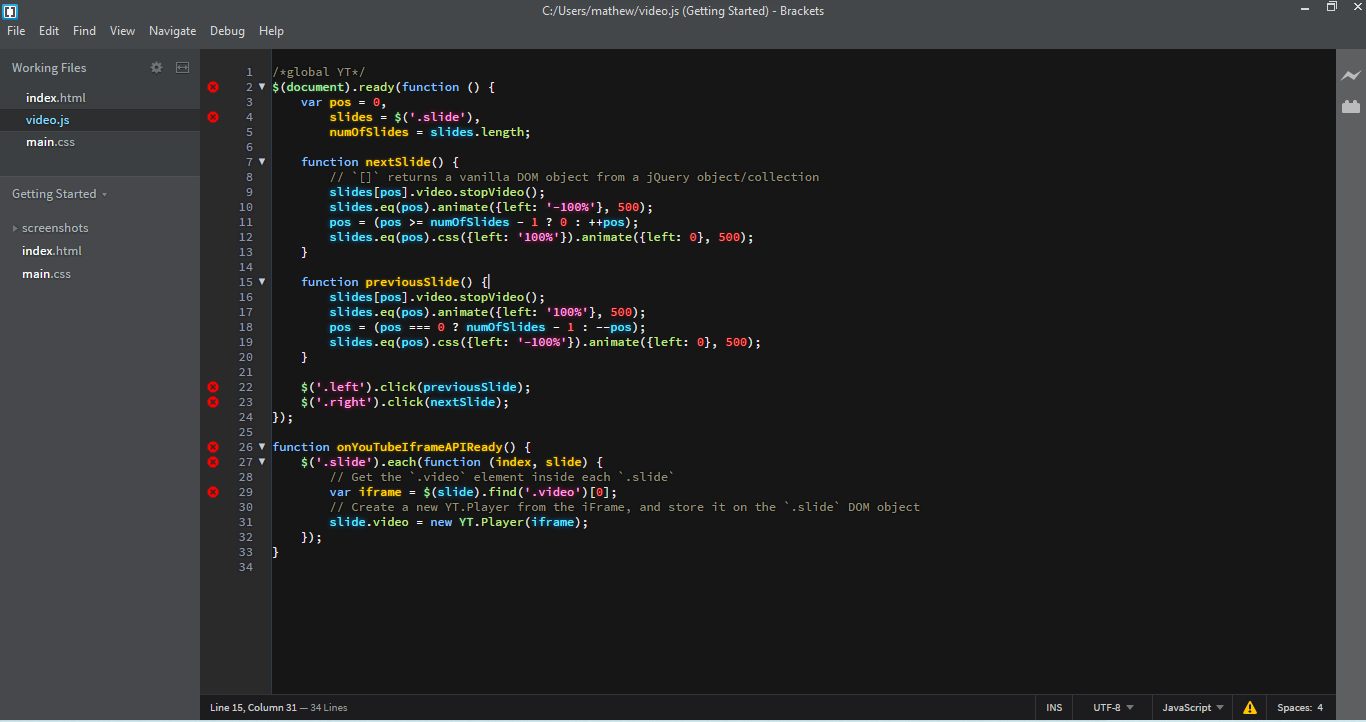 C:/Users/mathew/video.js (Getting Started) - Brackets
File Edit Find View Navigate Debug Help
Working Files
index.html
video.js
main.css
Getting Started
screenshots
index.html
main.css
1 /*global YT*/
2 $(document).ready(function () {
3     var pos = 0,
4         slides = $('.slide'),
5         numOfSlides = slides.length;
6
7     function nextSlide() {
8         // `[]` returns a vanilla DOM object from a jQuery object/collection
9         slides[pos].video.stopVideo();
10         slides.eq(pos).animate({left: '-100%'}, 500);
11         pos = (pos >= numOfSlides - 1 ? 0 : ++pos);
12         slides.eq(pos).css({left: '100%'}).animate({left: 0}, 500);
13     }
14
15     function previousSlide() {
16         slides[pos].video.stopVideo();
17         slides.eq(pos).animate({left: '100%'}, 500);
18         pos = (pos === 0 ? numOfSlides - 1 : --pos);
19         slides.eq(pos).css({left: '-100%'}).animate({left: 0}, 500);
20     }
21
22     $('.left').click(previousSlide);
23     $('.right').click(nextSlide);
24 });
25
26 function onYouTubeIframeAPIReady() {
27     $('.slide').each(function (index, slide) {
28         // Get the `.video` element inside each `.slide`
29         var iframe = $(slide).find('.video')[0];
30         // Create a new YT.Player from the iFrame, and store it on the `.slide` DOM object
31         slide.video = new YT.Player(iframe);
32     });
33 }
34
Line 15, Column 31 — 34 Lines
INS UTF-8 JavaScript Spaces: 4